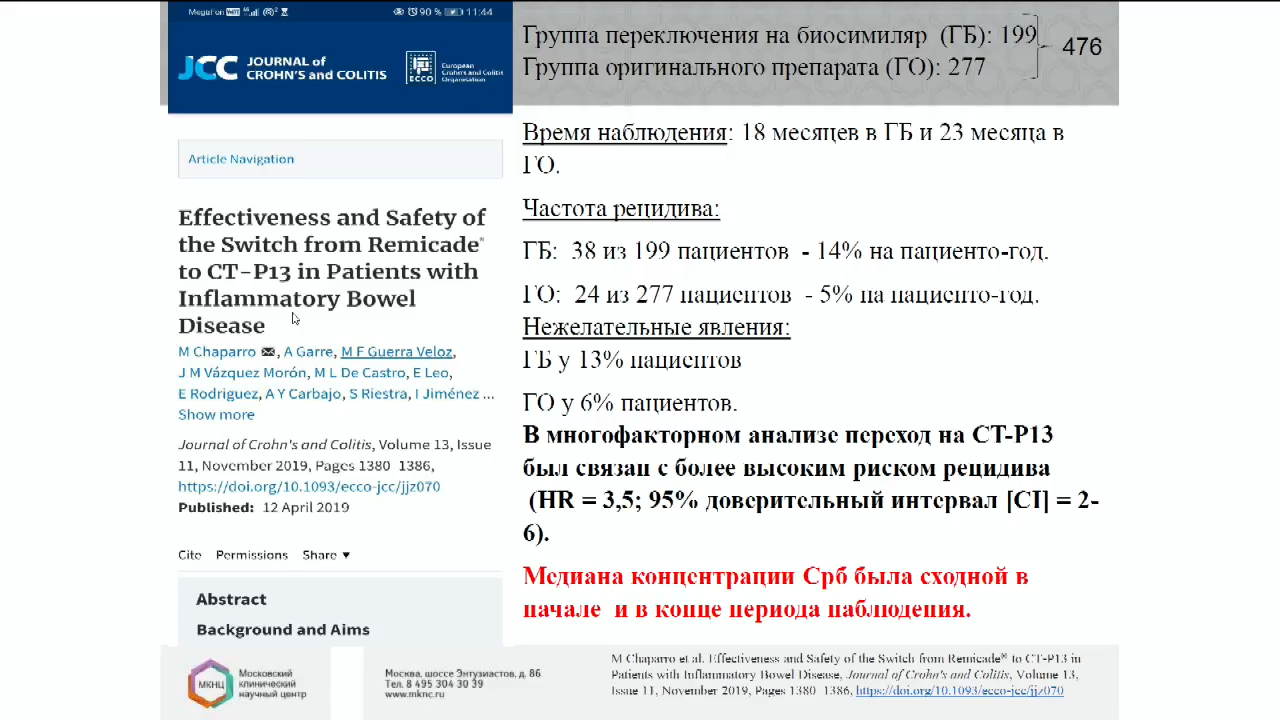 MegaFon
90 %
11:44
JCC
JOURNAL of
CROHN'S and COLITIS
ECCO
European
Crohn's and Colitis
Organisation
Article Navigation
Effectiveness and Safety of
the Switch from Remicade®
to CT-P13 in Patients with
Inflammatory Bowel
Disease
M Chaparro, A Garre, M F Guerra Veloz,
J M Vázquez Morón, M L De Castro, E Leo,
E Rodriguez, A Y Carbajo, S Riestra, I Jiménez ...
Show more
Journal of Crohn's and Colitis, Volume 13, Issue
11, November 2019, Pages 1380–1386,
https://doi.org/10.1093/ecco-jcc/jjz070
Published: 12 April 2019
Cite Permissions Share ▼
Abstract
Background and Aims
Группа переключения на биосимиляр (ГБ): 199
Группа оригинального препарата (ГО): 277
476
Время наблюдения: 18 месяцев в ГБ и 23 месяца в
ГО.
Частота рецидива:
ГБ: 38 из 199 пациентов - 14% на пациенто-год.
ГО: 24 из 277 пациентов - 5% на пациенто-год.
Нежелательные явления:
ГБ у 13% пациентов
ГО у 6% пациентов.
В многофакторном анализе переход на CT-P13
был связан с более высоким риском рецидива
(HR = 3,5; 95% доверительный интервал [CI] = 2-
6).
Медиана концентрации Срб была сходной в
начале и в конце периода наблюдения.
МКНЦ
Московский
клинический
научный центр
Москва, шоссе Энтузиастов, д. 86
Тел. 8 495 304 30 39
www.mknc.ru
M Chaparro et al. Effectiveness and Safety of the Switch from Remicade® to CT-P13 in
Patients with Inflammatory Bowel Disease, Journal of Crohn's and Colitis, Volume 13,
Issue 11, November 2019, Pages 1380–1386, https://doi.org/10.1093/ecco-jcc/jjz070